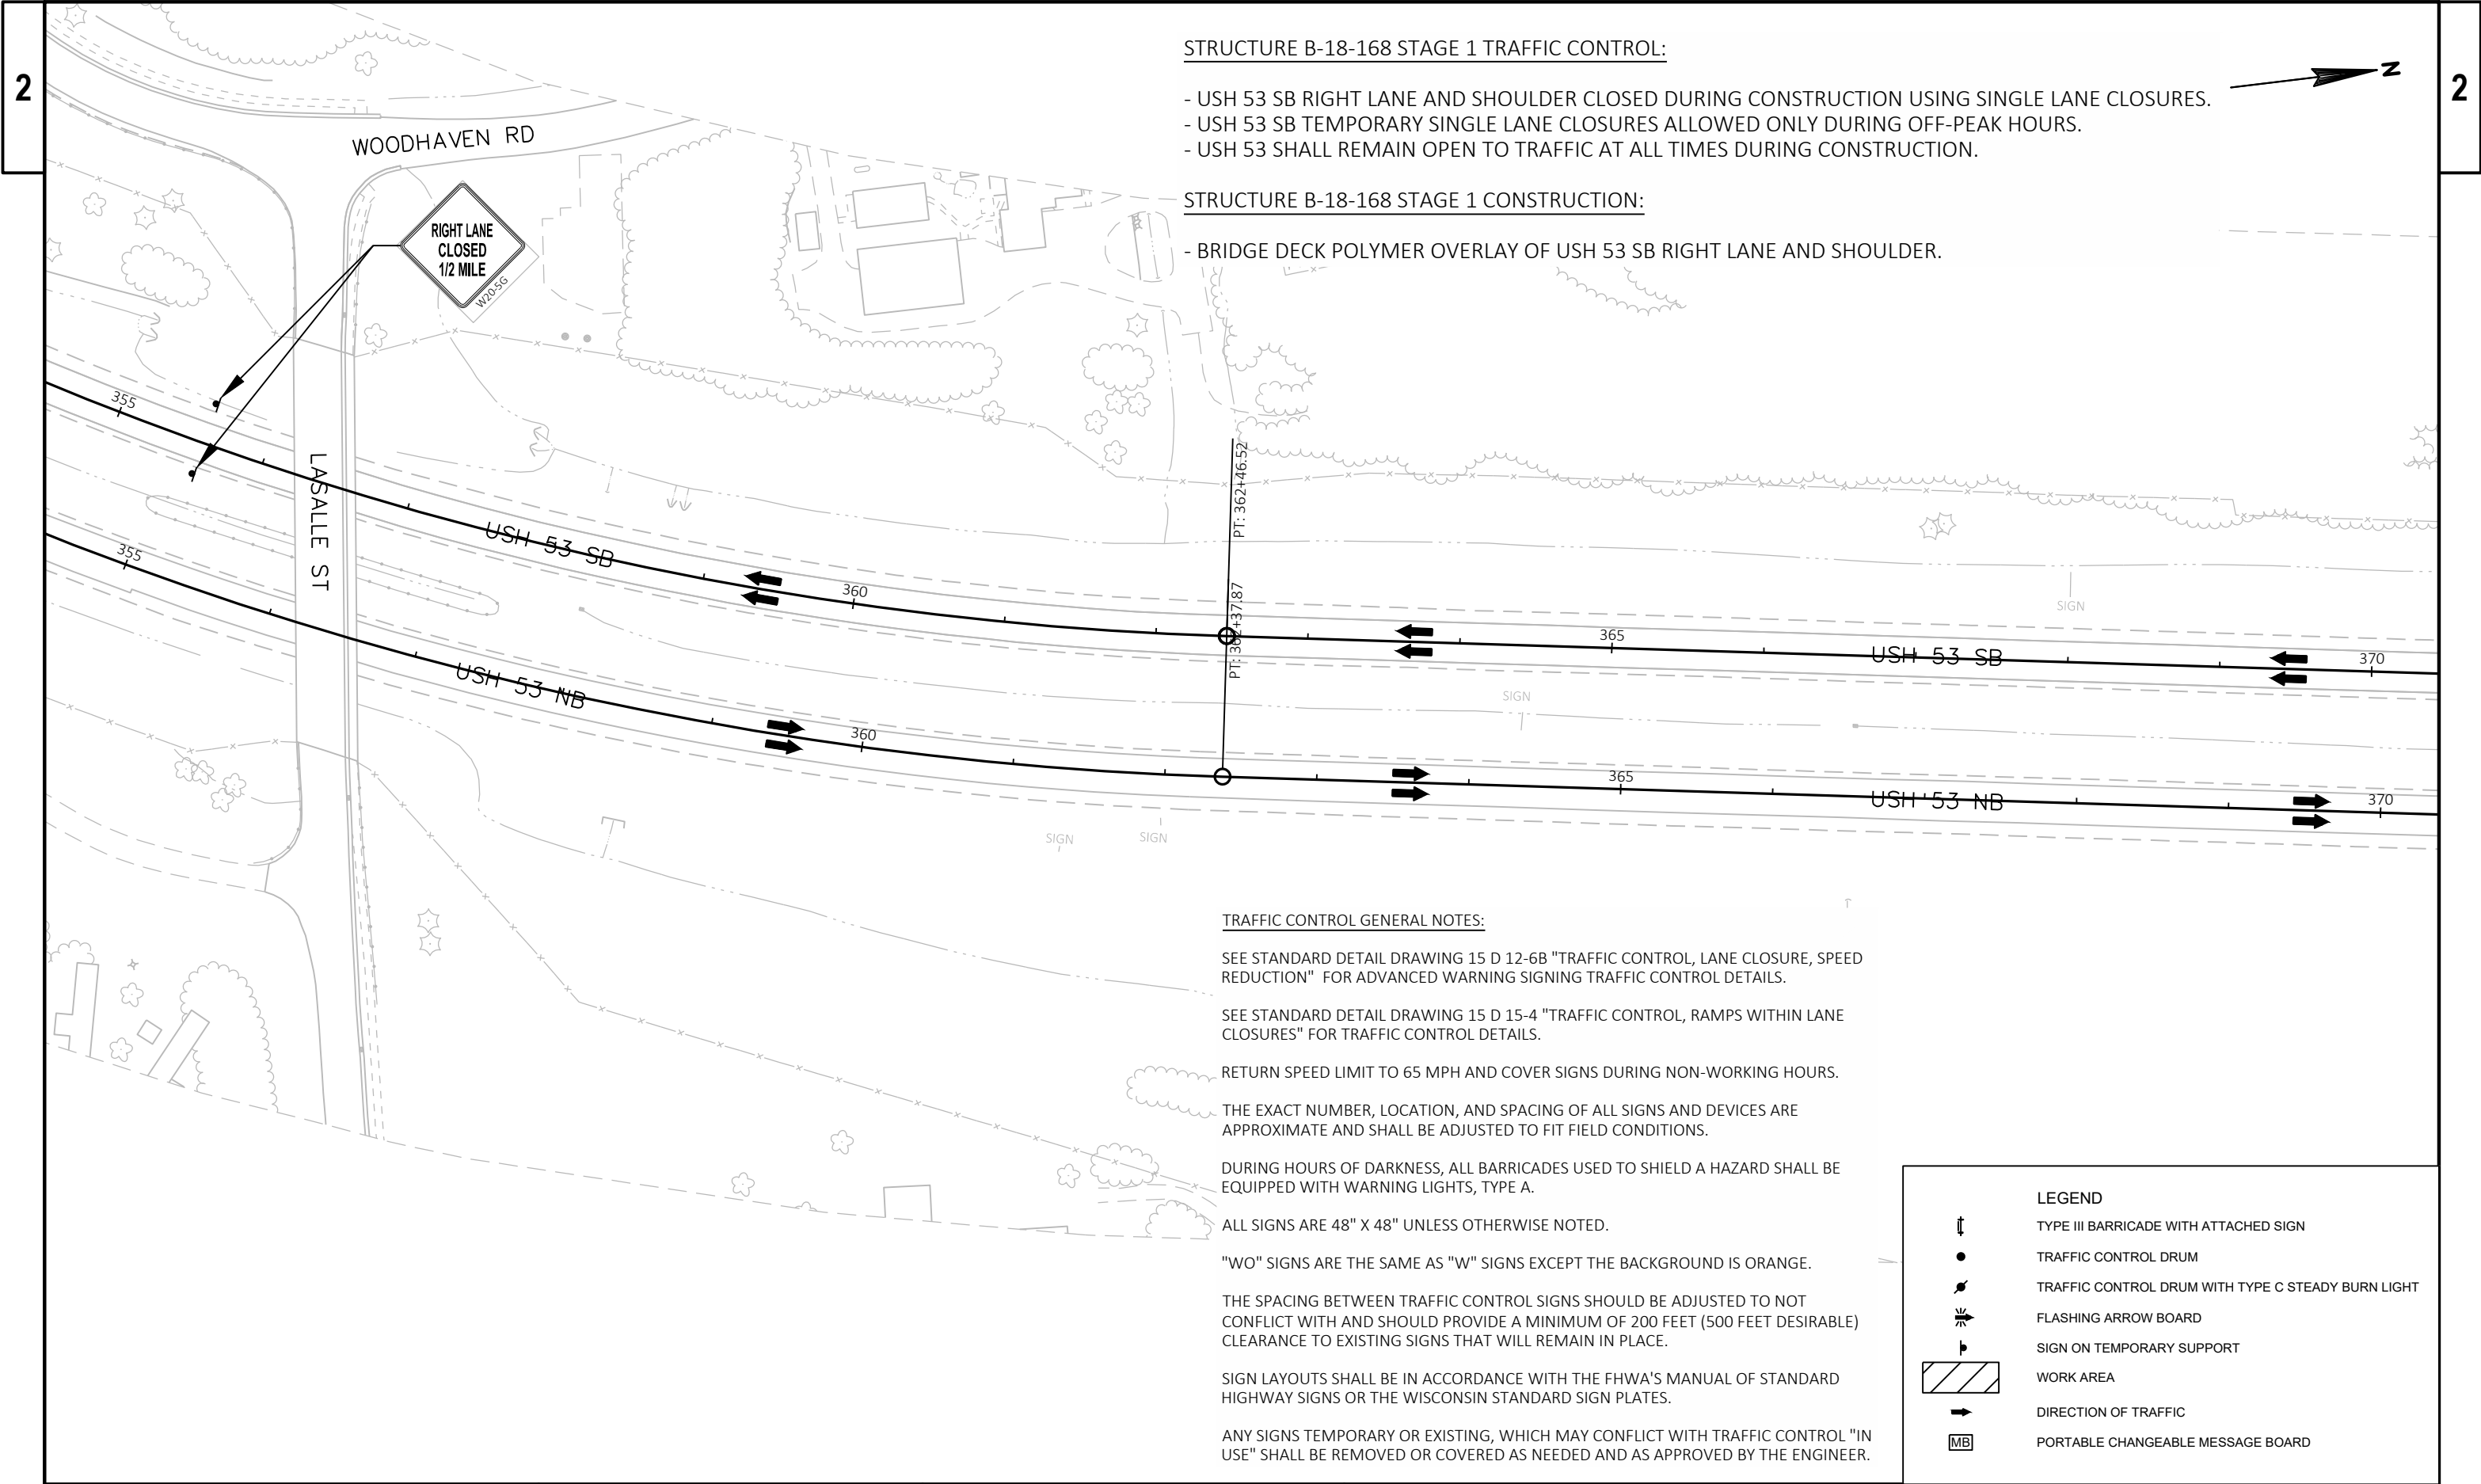 2
2
STRUCTURE B-18-168 STAGE 1 TRAFFIC CONTROL:
- USH 53 SB RIGHT LANE AND SHOULDER CLOSED DURING CONSTRUCTION USING SINGLE LANE CLOSURES.
- USH 53 SB TEMPORARY SINGLE LANE CLOSURES ALLOWED ONLY DURING OFF-PEAK HOURS.
- USH 53 SHALL REMAIN OPEN TO TRAFFIC AT ALL TIMES DURING CONSTRUCTION.
STRUCTURE B-18-168 STAGE 1 CONSTRUCTION:
- BRIDGE DECK POLYMER OVERLAY OF USH 53 SB RIGHT LANE AND SHOULDER.
N
WOODHAVEN RD
RIGHT LANE
CLOSED
1/2 MILE
W20-5G
LASALLE ST
355
USH 53 SB
360
PT: 362+46.52
365
USH 53 SB
370
SIGN
355
USH 53 NB
360
PT: 362+37.87
SIGN
365
USH 53 NB
370
SIGN
SIGN
TRAFFIC CONTROL GENERAL NOTES:
SEE STANDARD DETAIL DRAWING 15 D 12-6B "TRAFFIC CONTROL, LANE CLOSURE, SPEED
REDUCTION" FOR ADVANCED WARNING SIGNING TRAFFIC CONTROL DETAILS.
SEE STANDARD DETAIL DRAWING 15 D 15-4 "TRAFFIC CONTROL, RAMPS WITHIN LANE
CLOSURES" FOR TRAFFIC CONTROL DETAILS.
RETURN SPEED LIMIT TO 65 MPH AND COVER SIGNS DURING NON-WORKING HOURS.
THE EXACT NUMBER, LOCATION, AND SPACING OF ALL SIGNS AND DEVICES ARE
APPROXIMATE AND SHALL BE ADJUSTED TO FIT FIELD CONDITIONS.
DURING HOURS OF DARKNESS, ALL BARRICADES USED TO SHIELD A HAZARD SHALL BE
EQUIPPED WITH WARNING LIGHTS, TYPE A.
ALL SIGNS ARE 48" X 48" UNLESS OTHERWISE NOTED.
"WO" SIGNS ARE THE SAME AS "W" SIGNS EXCEPT THE BACKGROUND IS ORANGE.
THE SPACING BETWEEN TRAFFIC CONTROL SIGNS SHOULD BE ADJUSTED TO NOT
CONFLICT WITH AND SHOULD PROVIDE A MINIMUM OF 200 FEET (500 FEET DESIRABLE)
CLEARANCE TO EXISTING SIGNS THAT WILL REMAIN IN PLACE.
SIGN LAYOUTS SHALL BE IN ACCORDANCE WITH THE FHWA'S MANUAL OF STANDARD
HIGHWAY SIGNS OR THE WISCONSIN STANDARD SIGN PLATES.
ANY SIGNS TEMPORARY OR EXISTING, WHICH MAY CONFLICT WITH TRAFFIC CONTROL "IN
USE" SHALL BE REMOVED OR COVERED AS NEEDED AND AS APPROVED BY THE ENGINEER.
LEGEND
TYPE III BARRICADE WITH ATTACHED SIGN
TRAFFIC CONTROL DRUM
TRAFFIC CONTROL DRUM WITH TYPE C STEADY BURN LIGHT
FLASHING ARROW BOARD
SIGN ON TEMPORARY SUPPORT
WORK AREA
DIRECTION OF TRAFFIC
MB PORTABLE CHANGEABLE MESSAGE BOARD